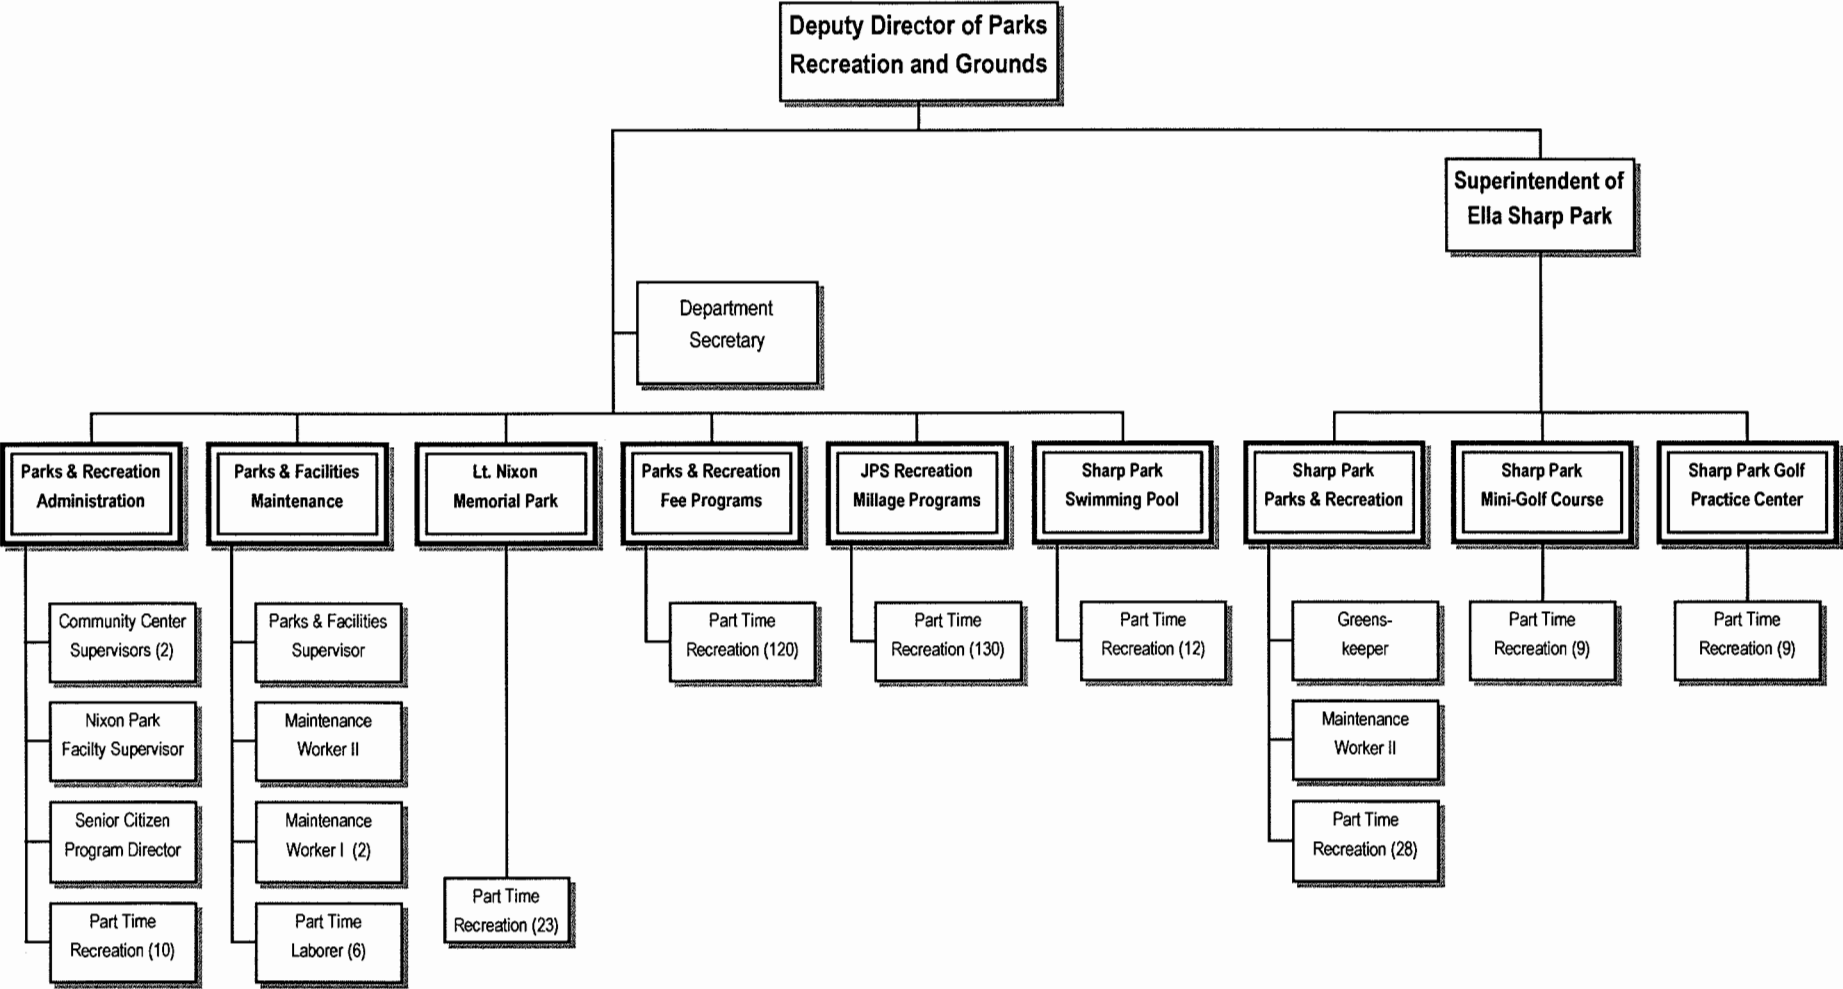 Deputy Director of Parks
Recreation and Grounds
Superintendent of
Ella Sharp Park
Department
Secretary
Parks & Recreation
Administration
Parks & Facilities
Maintenance
Lt. Nixon
Memorial Park
Parks & Recreation
Fee Programs
JPS Recreation
Millage Programs
Sharp Park
Swimming Pool
Sharp Park
Parks & Recreation
Sharp Park
Mini-Golf Course
Sharp Park Golf
Practice Center
Community Center
Supervisors (2)
Nixon Park
Facilty Supervisor
Senior Citizen
Program Director
Part Time
Recreation (10)
Parks & Facilities
Supervisor
Maintenance
Worker II
Maintenance
Worker I (2)
Part Time
Laborer (6)
Part Time
Recreation (23)
Part Time
Recreation (120)
Part Time
Recreation (130)
Part Time
Recreation (12)
Greens-
keeper
Maintenance
Worker II
Part Time
Recreation (28)
Part Time
Recreation (9)
Part Time
Recreation (9)